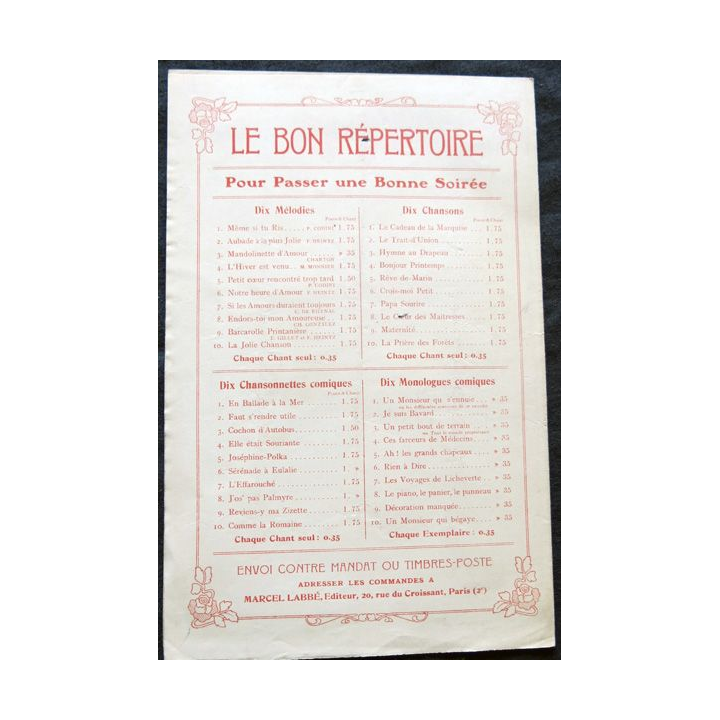 LE BON RÉPERTOIRE
Pour Passer une Bonne Soirée
Dix Mélodies
Piano & Chant
1. Môme si tu Ris..... 1.75
2. Aubade à la plus Jolie 1.75
3. Mandolinette d'Amour... » 35
CHARTON
4. L'Hiver est venu.. M. MONNIER 1.75
5. Petit cœur rencontré trop tard 1.50
6. Notre heure d'Amour 1.75
7. Si les Amours duraient toujours 1.75
8. Endors-toi mon Amoureuse 1.75
9. Barcarolle Printanière 1.75
10. La Jolie Chanson 1.75
Chaque Chant seul : 0.35
Dix Chansons
Piano & Chant
1. Le Cadeau de la Marquise 1.75
2. Le Trait-d'Union 1.75
3. Hymne au Drapeau 1.75
4. Bonjour Printemps 1.75
5. Rêve-de-Marin 1.75
6. Crois-moi Petit 1.75
7. Papa Sourire 1.75
8. Le des Maîtresses 1.75
9. Maternité 1.75
10. La Prière des Forêts 1.75
Chaque Chant seul : 0.35
Dix Chansonnettes comiques
Piano & Chant
1. En Ballade à la Mer 1.75
2. Faut s'rendre utile 1.75
3. Cochon d'Autobus 1.50
4. Elle était Souriante 1.75
5. Joséphine-Polka 1.75
6. Sérénade à Eulalie 1. »
7. L'Effarouché 1.75
8. J'os' pas Palmyre 1. »
9. Reviens-y ma Zizette 1.75
10. Comme la Romaine 1.75
Chaque Chant seul : 0.35
Dix Monologues comiques
1. Un Monsieur qu's'ennuie » 35
2. Je suis Bavard » 35
3. Un petit bout de terrain » 35
4. Ces farceurs de Médecins » 35
5. Ah ! les grands chapeaux » 35
6. Rien à Dire » 35
7. Les Voyages de Licheverte » 35
8. Le piano, le panier, le panneau » 35
9. Décoration manquée » 35
10. Un Monsieur qui bégaye » 35
Chaque Exemplaire : 0.35
ENVOI CONTRE MANDAT OU TIMBRES-POSTE
ADRESSER LES COMMANDES A
MARCEL LABBÉ, Editeur, 20, rue du Croissant, Paris (2e)